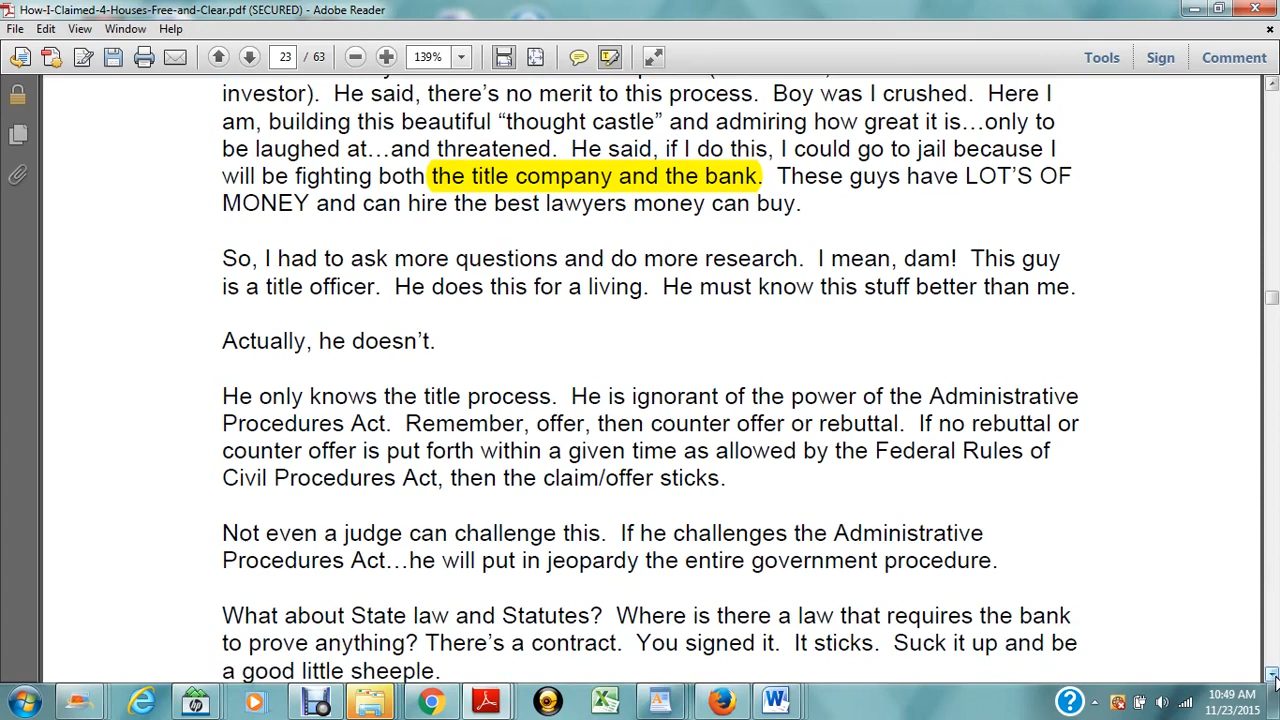 How-I-Claimed-4-Houses-Free-and-Clear.pdf (SECURED) - Adobe Reader
File Edit View Window Help
23 / 63 139% Tools Sign Comment
investor). He said, there's no merit to this process. Boy was I crushed. Here I
am, building this beautiful “thought castle” and admiring how great it is…only to
be laughed at…and threatened. He said, if I do this, I could go to jail because I
will be fighting both the title company and the bank. These guys have LOT'S OF
MONEY and can hire the best lawyers money can buy.
So, I had to ask more questions and do more research. I mean, dam! This guy
is a title officer. He does this for a living. He must know this stuff better than me.
Actually, he doesn't.
He only knows the title process. He is ignorant of the power of the Administrative
Procedures Act. Remember, offer, then counter offer or rebuttal. If no rebuttal or
counter offer is put forth within a given time as allowed by the Federal Rules of
Civil Procedures Act, then the claim/offer sticks.
Not even a judge can challenge this. If he challenges the Administrative
Procedures Act…he will put in jeopardy the entire government procedure.
What about State law and Statutes? Where is there a law that requires the bank
to prove anything? There's a contract. You signed it. It sticks. Suck it up and be
a good little sheeple.
10:49 AM
11/23/2015